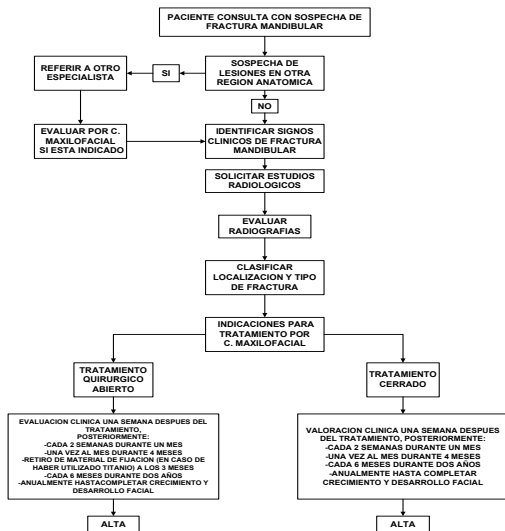 PACIENTE CONSULTA CON SOSPECHA DE
FRACTURA MANDIBULAR
REFERIR A OTRO
ESPECIALISTA
SI
SOSPECHA DE
LESIONES EN OTRA
REGION ANATOMICA
NO
EVALUAR POR C.
MAXILOFACIAL
SI ESTA INDICADO
IDENTIFICAR SIGNOS
CLINICOS DE FRACTURA
MANDIBULAR
SOLICITAR ESTUDIOS
RADIOLOGICOS
EVALUAR
RADIOGRAFIAS
CLASIFICAR
LOCALIZACION Y TIPO
DE FRACTURA
INDICACIONES PARA
TRATAMIENTO POR
C. MAXILOFACIAL
TRATAMIENTO
QUIRURGICO
ABIERTO
TRATAMIENTO
CERRADO
EVALUACION CLINICA UNA SEMANA DESPUES DEL
TRATAMIENTO,
POSTERIORMENTE:
-CADA 2 SEMANAS DURANTE UN MES
-UNA VEZ AL MES DURANTE 4 MESES
-RETIRO DE MATERIAL DE FIJACION (EN CASO DE
HABER UTILIZADO TITANIO) A LOS 3 MESES
-CADA 6 MESES DURANTE DOS AÑOS
-ANUALMENTE HASTACOMPLETAR CRECIMIENTO Y
DESARROLLO FACIAL
VALORACION CLINICA UNA SEMANA DESPUES
DEL TRATAMIENTO, POSTERIORMENTE:
-CADA 2 SEMANAS DURANTE UN MES
-UNA VEZ AL MES DURANTE 4 MESES
-CADA 6 MESES DURANTE DOS AÑOS
-ANUALMENTE HASTA COMPLETAR
CRECIMIENTO Y DESARROLLO FACIAL
ALTA
ALTA